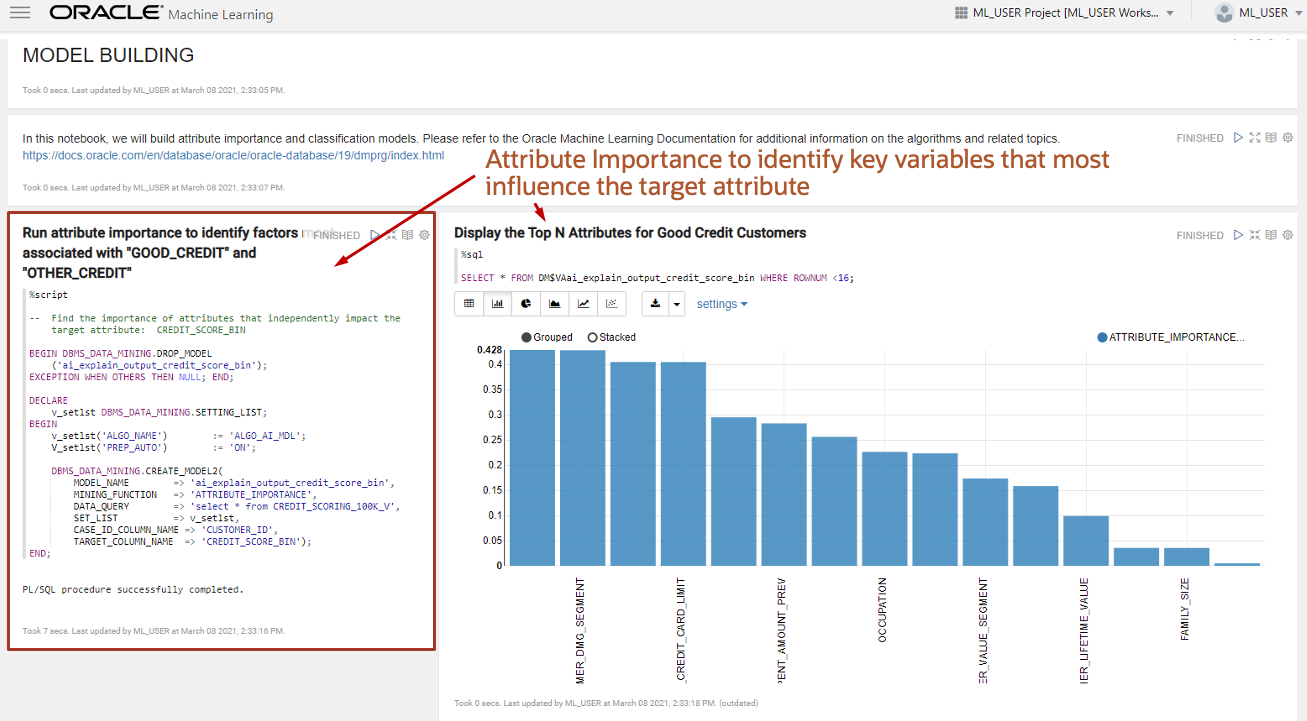 ORACLE Machine Learning
ML_USER Project [ML_USER Works...
ML_USER
MODEL BUILDING
Took 0 secs. Last updated by ML_USER at March 08 2021, 2:33:05 PM.
In this notebook, we will build attribute importance and classification models. Please refer to the Oracle Machine Learning Documentation for additional information on the algorithms and related topics.
FINISHED
https://docs.oracle.com/en/database/oracle/oracle-database/19/dmprg/index.html
Took 0 secs. Last updated by ML_USER at March 08 2021, 2:33:07 PM.
Attribute Importance to identify key variables that most
influence the target attribute
Run attribute importance to identify factors
FINISHED
associated with "GOOD_CREDIT" and
"OTHER_CREDIT"
%script
-- Find the importance of attributes that independently impact the
target attribute: CREDIT_SCORE_BIN
BEGIN DBMS_DATA_MINING.DROP_MODEL
('ai_explain_output_credit_score_bin');
EXCEPTION WHEN OTHERS THEN NULL; END;
DECLARE
v_setlst DBMS_DATA_MINING.SETTING_LIST;
BEGIN
v_setlst('ALGO_NAME') := 'ALGO_AI_MDL';
V_setlst('PREP_AUTO') := 'ON';
DBMS_DATA_MINING.CREATE_MODEL2(
MODEL_NAME => 'ai_explain_output_credit_score_bin',
MINING_FUNCTION => 'ATTRIBUTE_IMPORTANCE',
DATA_QUERY => 'select * from CREDIT_SCORING_100K_V',
SET_LIST => v_setlst,
CASE_ID_COLUMN_NAME => 'CUSTOMER_ID',
TARGET_COLUMN_NAME => 'CREDIT_SCORE_BIN');
END;
PL/SQL procedure successfully completed.
Took 7 secs. Last updated by ML_USER at March 08 2021, 2:33:16 PM.
Display the Top N Attributes for Good Credit Customers
FINISHED
%sql
SELECT * FROM DM$VAai_explain_output_credit_score_bin WHERE ROWNUM <16;
settings
Grouped Stacked
ATTRIBUTE_IMPORTANCE...
0.428
0.4
0.35
0.3
0.25
0.2
0.15
0.1
0.05
0
MER_DMG_SEGMENT
_CREDIT_CARD_LIMIT
PENT_AMOUNT_PREV
OCCUPATION
ER_VALUE_SEGMENT
IER_LIFETIME_VALUE
FAMILY_SIZE
Took 0 secs. Last updated by ML_USER at March 08 2021, 2:33:18 PM. (outdated)